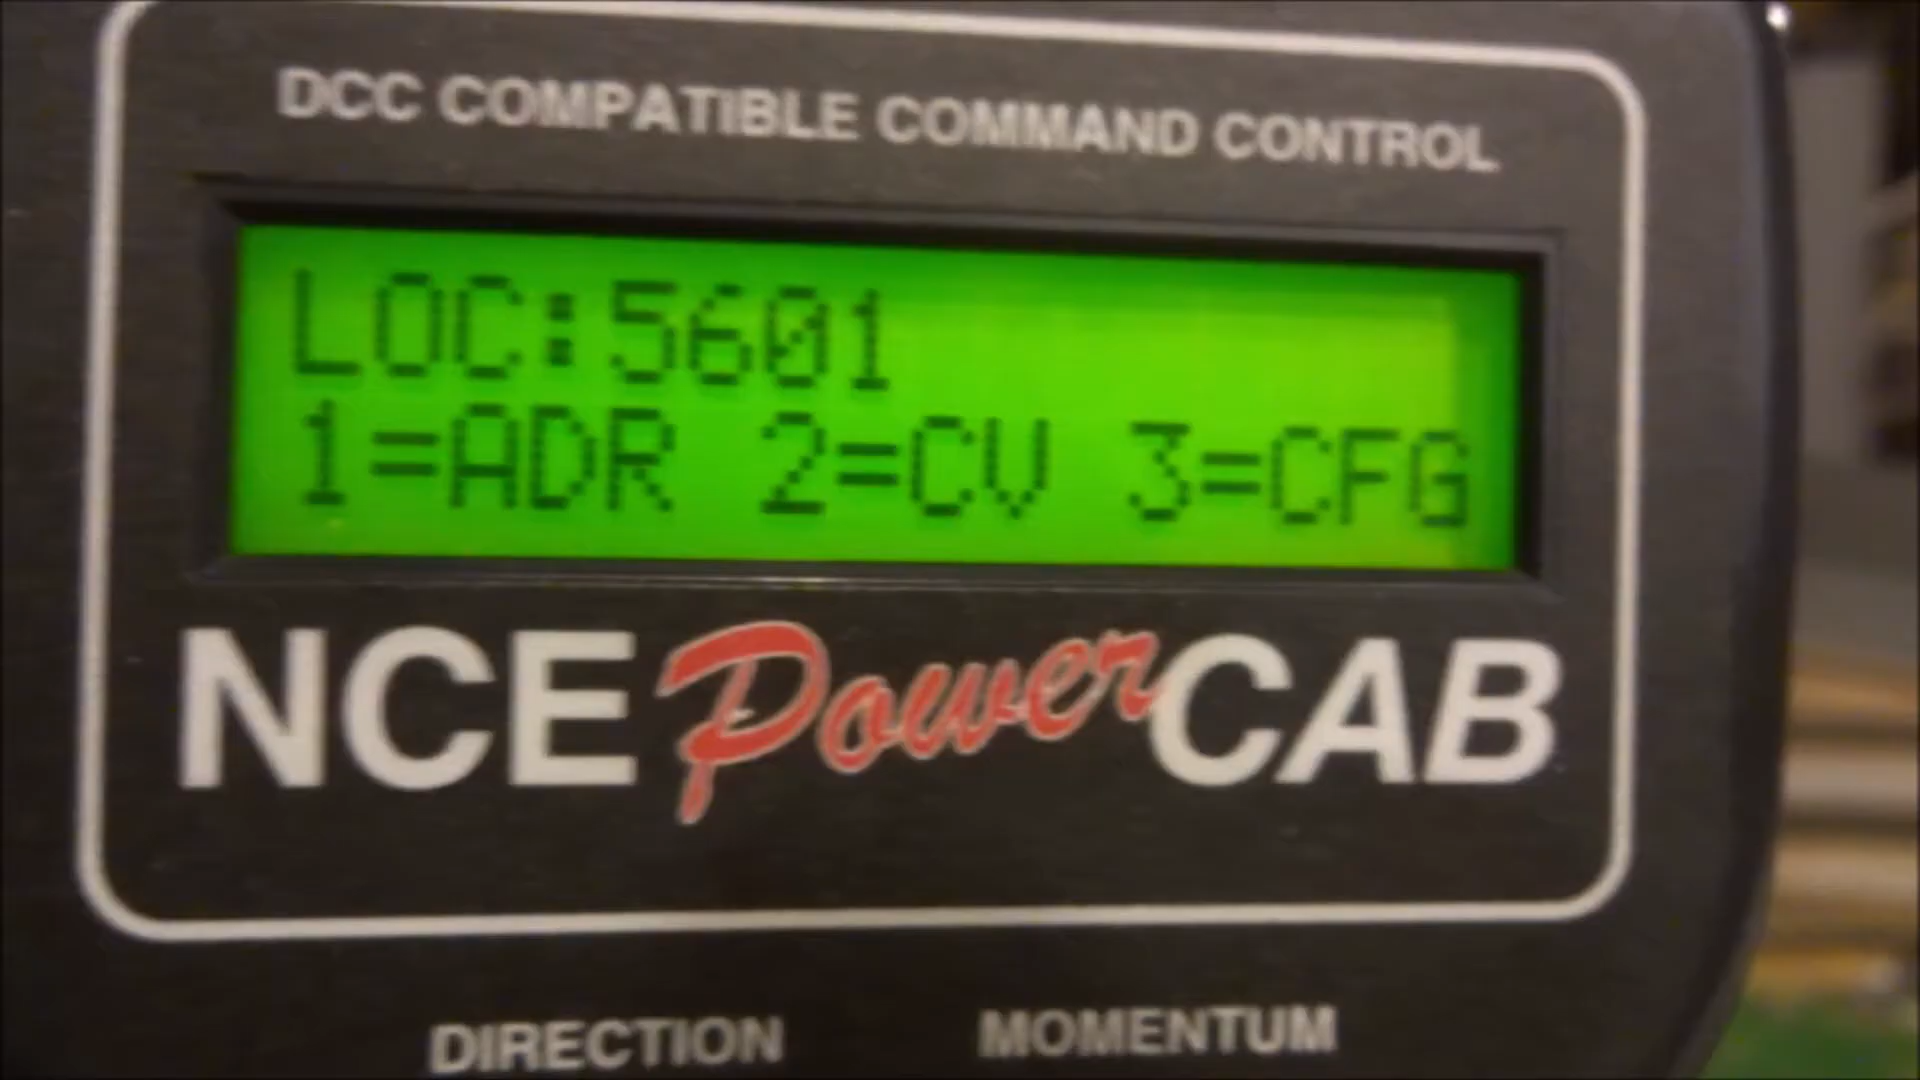 DCC COMPATIBLE COMMAND CONTROL
LOC:5601
1=ADR 2=CV 3=CFG
NCE Power CAB
DIRECTION MOMENTUM